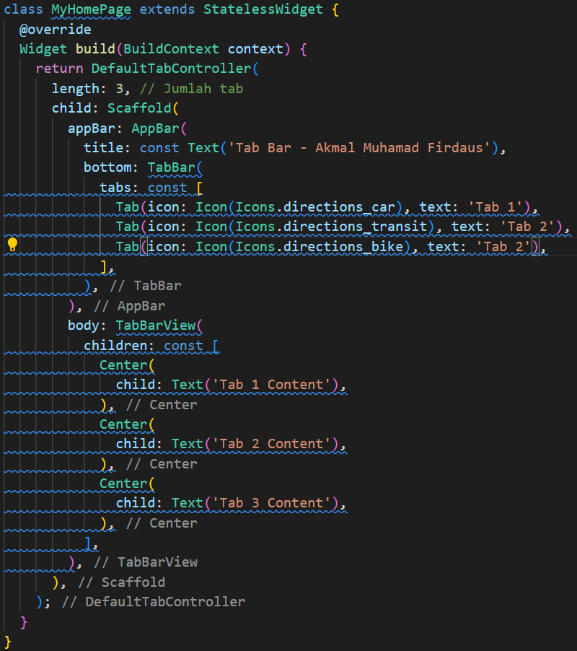 class MyHomePage extends StatelessWidget {
  @override
  Widget build(BuildContext context) {
    return DefaultTabController(
      length: 3, // Jumlah tab
      child: Scaffold(
        appBar: AppBar(
          title: const Text('Tab Bar - Akmal Muhamad Firdaus'),
          bottom: TabBar(
            tabs: const [
              Tab(icon: Icon(Icons.directions_car), text: 'Tab 1'),
              Tab(icon: Icon(Icons.directions_transit), text: 'Tab 2'),
              Tab(icon: Icon(Icons.directions_bike), text: 'Tab 2'),
            ],
          ), // TabBar
        ), // AppBar
        body: TabBarView(
          children: const [
            Center(
              child: Text('Tab 1 Content'),
            ), // Center
            Center(
              child: Text('Tab 2 Content'),
            ), // Center
            Center(
              child: Text('Tab 3 Content'),
            ), // Center
          ],
        ), // TabBarView
      ), // Scaffold
    ); // DefaultTabController
  }
}